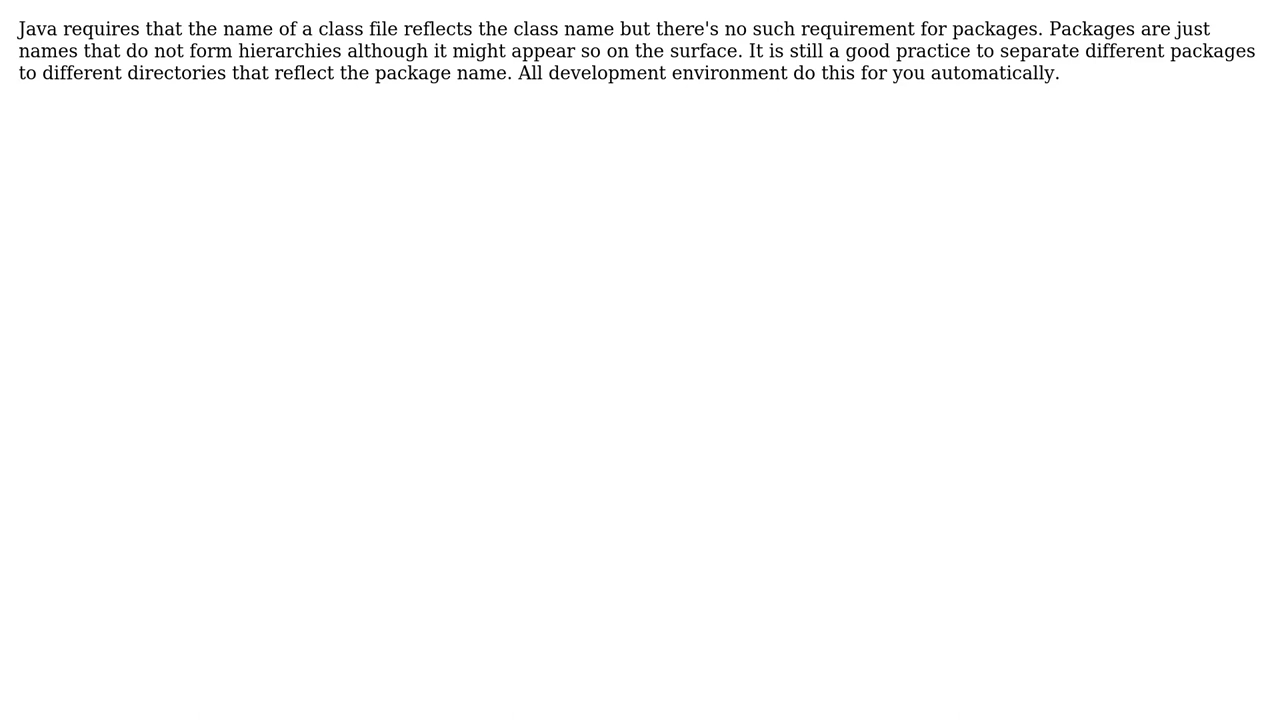 Java requires that the name of a class file reflects the class name but there's no such requirement for packages. Packages are just
names that do not form hierarchies although it might appear so on the surface. It is still a good practice to separate different packages
to different directories that reflect the package name. All development environment do this for you automatically.